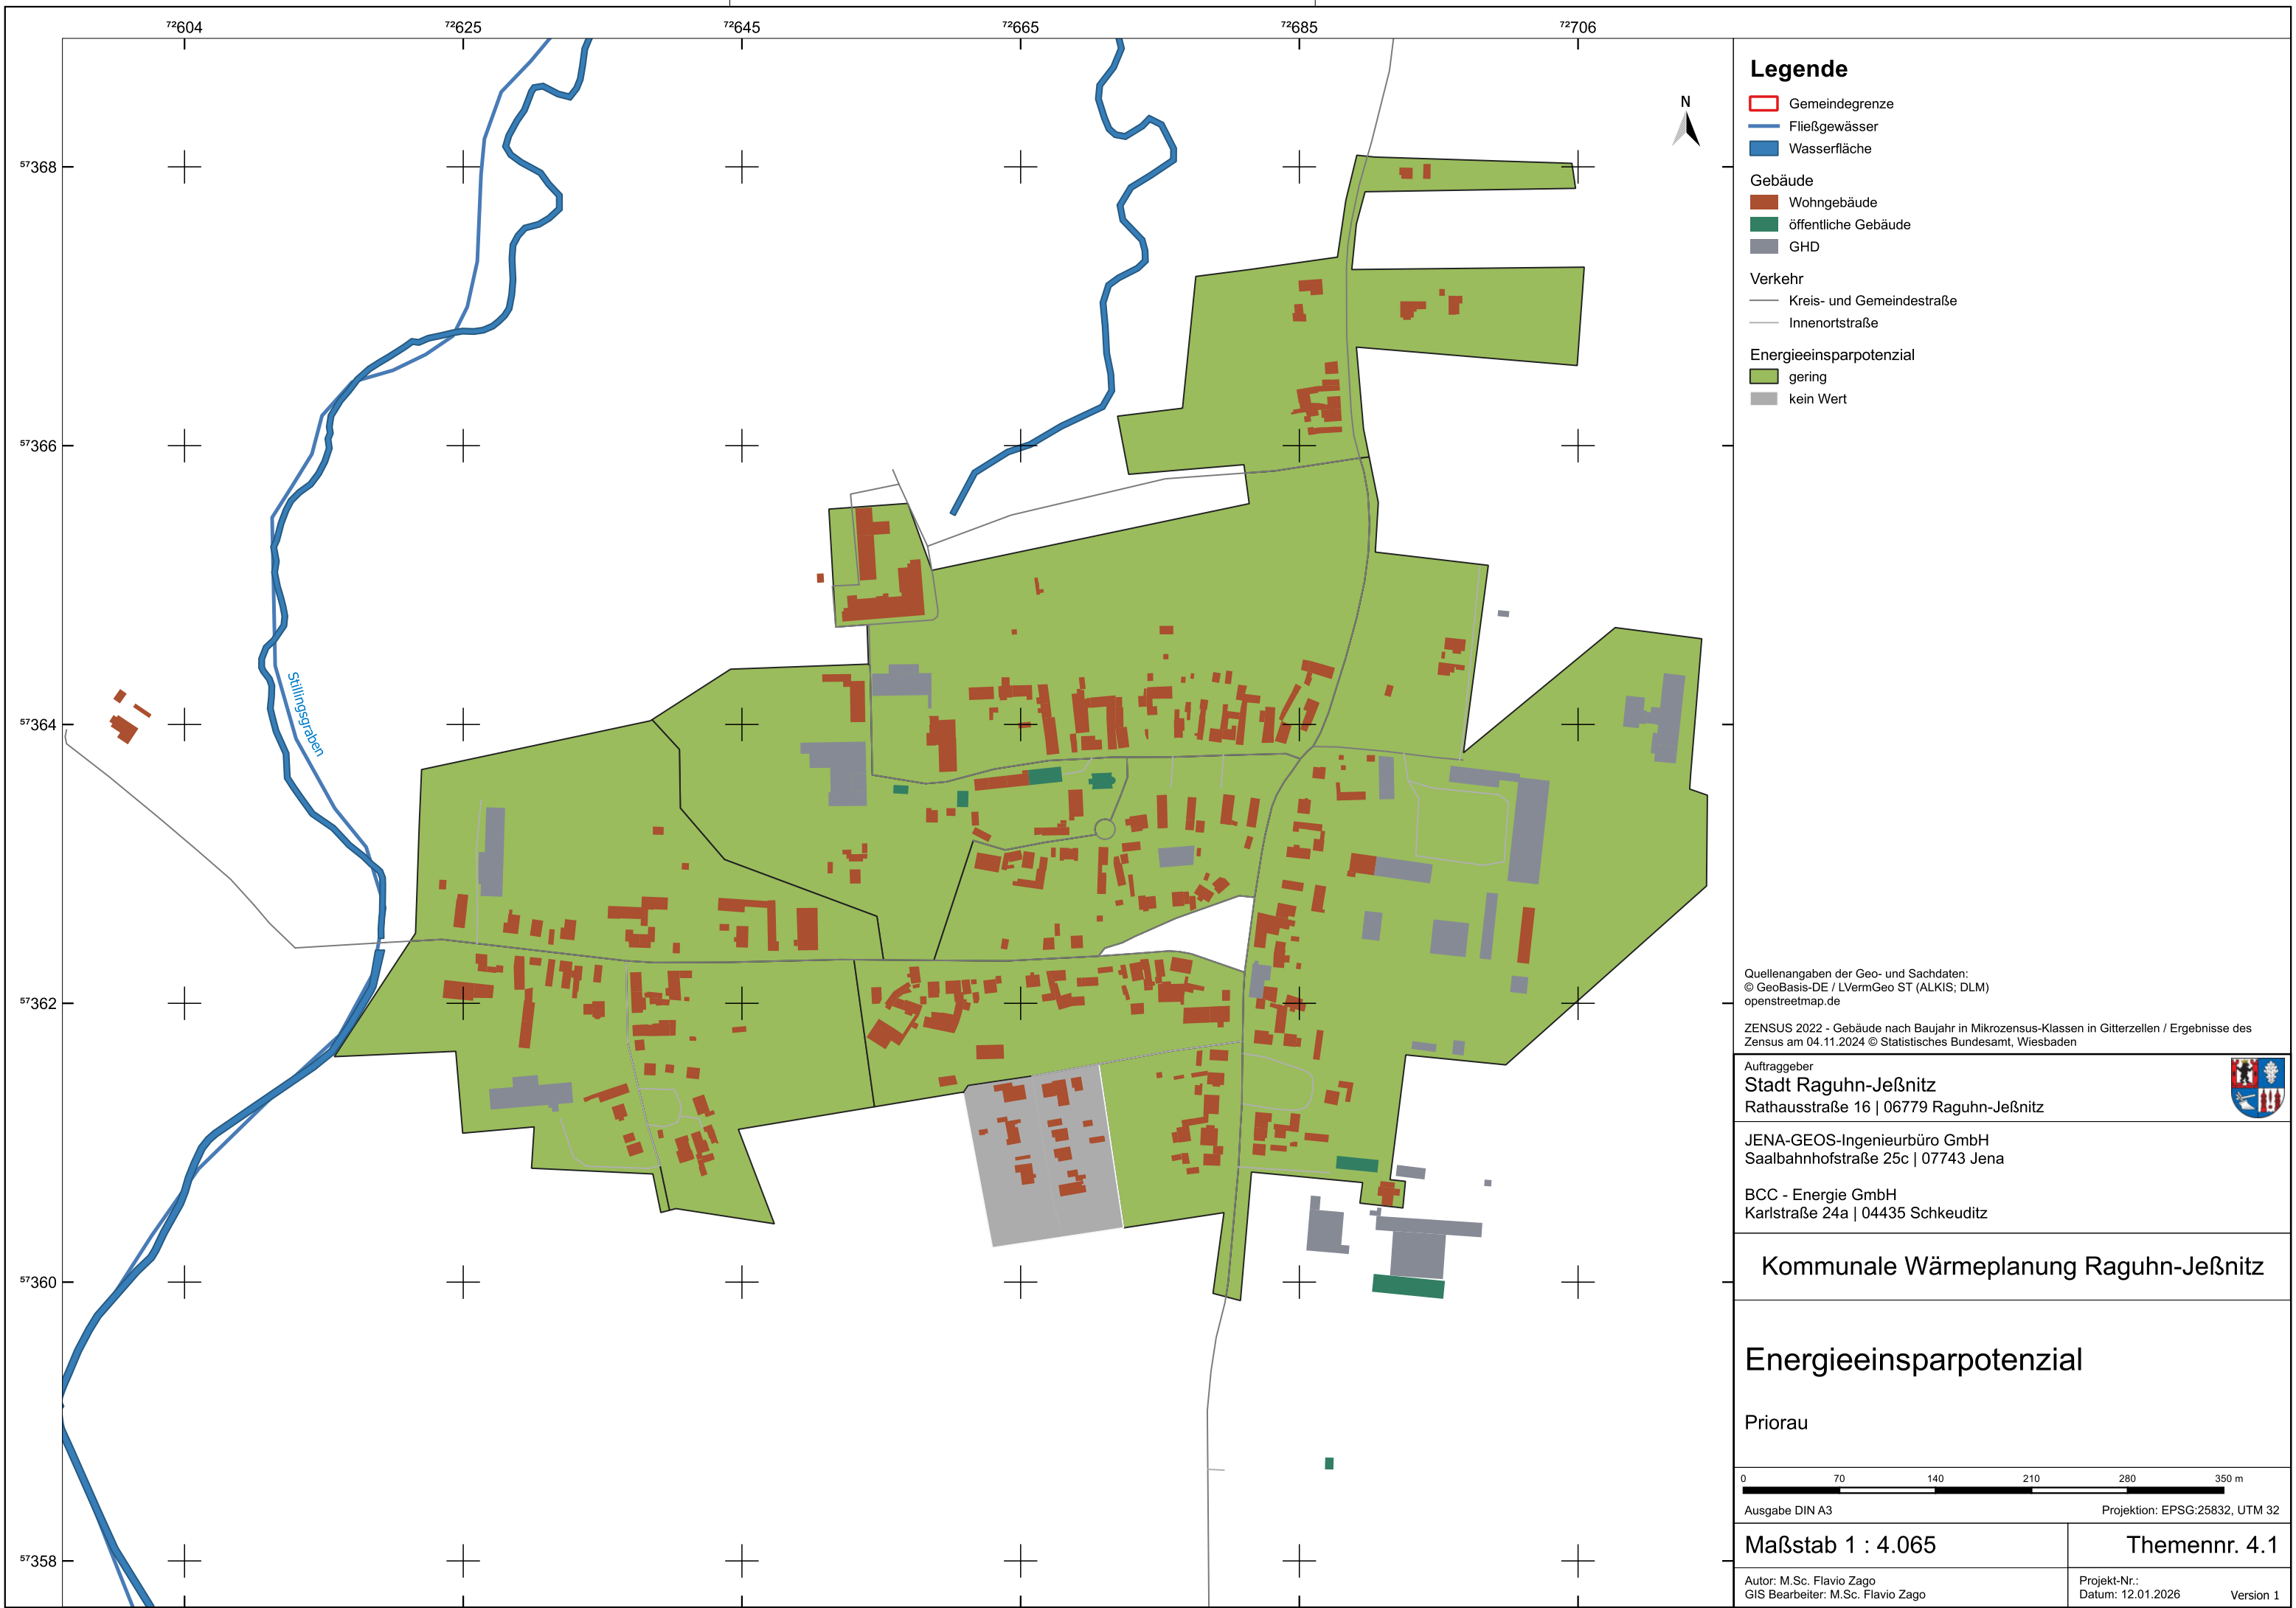 ⁷²604 ⁷²625 ⁷²645 ⁷²665 ⁷²685 ⁷²706
⁵⁷368
⁵⁷366
⁵⁷364
⁵⁷362
⁵⁷360
⁵⁷358
N
Stillingsgraben
Legende
Gemeindegrenze
Fließgewässer
Wasserfläche
Gebäude
Wohngebäude
öffentliche Gebäude
GHD
Verkehr
Kreis- und Gemeindestraße
Innenortstraße
Energieeinsparpotenzial
gering
kein Wert
Quellenangaben der Geo- und Sachdaten:
© GeoBasis-DE / LVermGeo ST (ALKIS; DLM)
openstreetmap.de
ZENSUS 2022 - Gebäude nach Baujahr in Mikrozensus-Klassen in Gitterzellen / Ergebnisse des
Zensus am 04.11.2024 © Statistisches Bundesamt, Wiesbaden
Auftraggeber
Stadt Raguhn-Jeßnitz
Rathausstraße 16 | 06779 Raguhn-Jeßnitz
JENA-GEOS-Ingenieurbüro GmbH
Saalbahnhofstraße 25c | 07743 Jena
BCC - Energie GmbH
Karlstraße 24a | 04435 Schkeuditz
Kommunale Wärmeplanung Raguhn-Jeßnitz
Energieeinsparpotenzial
Priorau
0 70 140 210 280 350 m
Ausgabe DIN A3 Projektion: EPSG:25832, UTM 32
Maßstab 1 : 4.065 Themennr. 4.1
Autor: M.Sc. Flavio Zago Projekt-Nr.:
GIS Bearbeiter: M.Sc. Flavio Zago Datum: 12.01.2026 Version 1